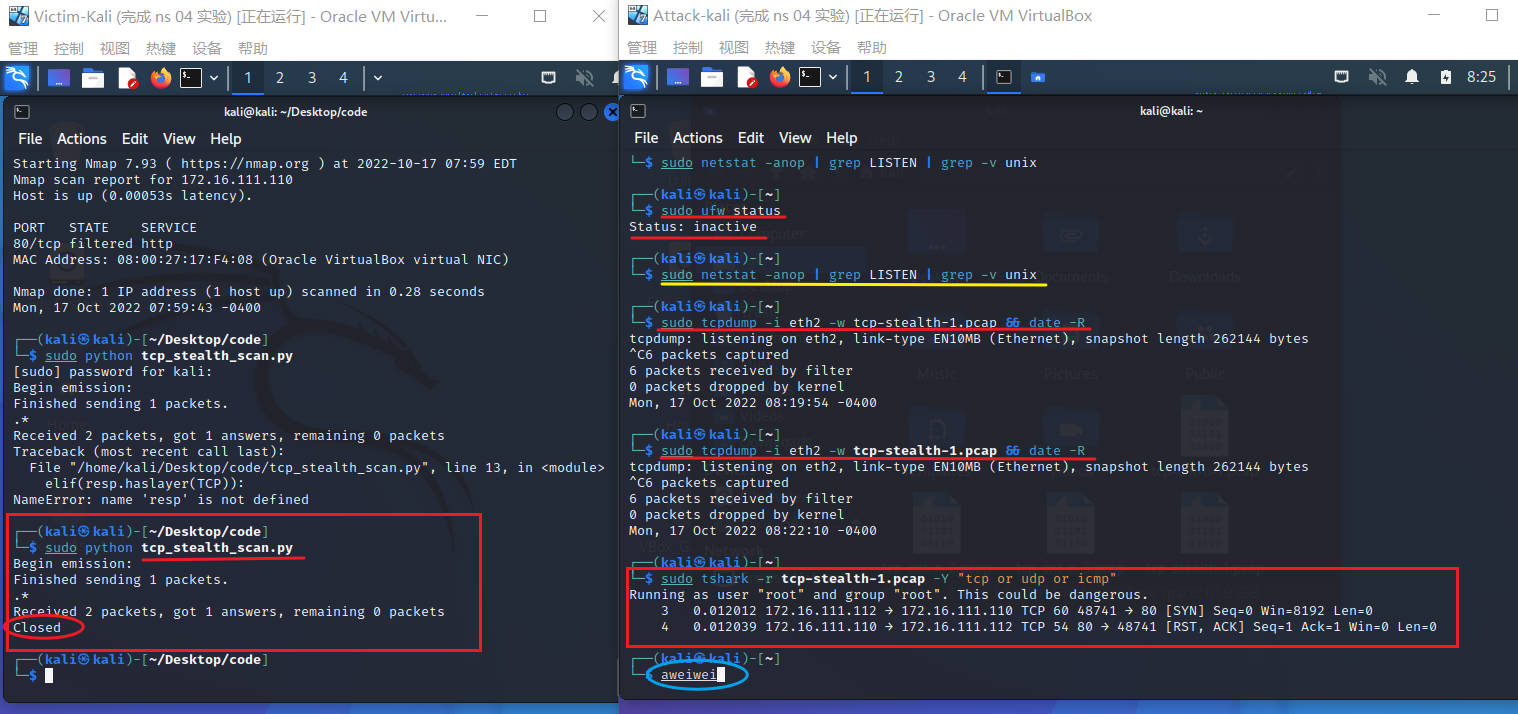 Victim-Kali (完成 ns 04 实验) [正在运行] - Oracle VM Virtu...
管理 控制 视图 热键 设备 帮助
1 2 3 4
kali@kali: ~/Desktop/code
File Actions Edit View Help
Starting Nmap 7.93 ( https://nmap.org ) at 2022-10-17 07:59 EDT
Nmap scan report for 172.16.111.110
Host is up (0.00053s latency).
PORT STATE SERVICE
80/tcp filtered http
MAC Address: 08:00:27:17:F4:08 (Oracle VirtualBox virtual NIC)
Nmap done: 1 IP address (1 host up) scanned in 0.28 seconds
Mon, 17 Oct 2022 07:59:43 -0400
┌──(kali㉿kali)-[~/Desktop/code]
└─$ sudo python tcp_stealth_scan.py
[sudo] password for kali:
Begin emission:
Finished sending 1 packets.
.*
Received 2 packets, got 1 answers, remaining 0 packets
Traceback (most recent call last):
File "/home/kali/Desktop/code/tcp_stealth_scan.py", line 13, in <module>
elif(resp.haslayer(TCP)):
NameError: name 'resp' is not defined
┌──(kali㉿kali)-[~/Desktop/code]
└─$ sudo python tcp_stealth_scan.py
Begin emission:
Finished sending 1 packets.
.*
Received 2 packets, got 1 answers, remaining 0 packets
Closed
┌──(kali㉿kali)-[~/Desktop/code]
└─$
Attack-kali (完成 ns 04 实验) [正在运行] - Oracle VM VirtualBox
管理 控制 视图 热键 设备 帮助
1 2 3 4 8:25
kali@kali: ~
File Actions Edit View Help
└─$ sudo netstat -anop | grep LISTEN | grep -v unix
┌──(kali㉿kali)-[~]
└─$ sudo ufw status
Status: inactive
┌──(kali㉿kali)-[~]
└─$ sudo netstat -anop | grep LISTEN | grep -v unix
┌──(kali㉿kali)-[~]
└─$ sudo tcpdump -i eth2 -w tcp-stealth-1.pcap && date -R
tcpdump: listening on eth2, link-type EN10MB (Ethernet), snapshot length 262144 bytes
^C6 packets captured
6 packets received by filter
0 packets dropped by kernel
Mon, 17 Oct 2022 08:19:54 -0400
┌──(kali㉿kali)-[~]
└─$ sudo tcpdump -i eth2 -w tcp-stealth-1.pcap && date -R
tcpdump: listening on eth2, link-type EN10MB (Ethernet), snapshot length 262144 bytes
^C6 packets captured
6 packets received by filter
0 packets dropped by kernel
Mon, 17 Oct 2022 08:22:10 -0400
┌──(kali㉿kali)-[~]
└─$ sudo tshark -r tcp-stealth-1.pcap -Y "tcp or udp or icmp"
Running as user "root" and group "root". This could be dangerous.
3 0.012012 172.16.111.112 → 172.16.111.110 TCP 60 48741 → 80 [SYN] Seq=0 Win=8192 Len=0
4 0.012039 172.16.111.110 → 172.16.111.112 TCP 54 80 → 48741 [RST, ACK] Seq=1 Ack=1 Win=0 Len=0
┌──(kali㉿kali)-[~]
└─$ aweiwei
Documents
Downloads
Music
Pictures
Public
Videos
Network